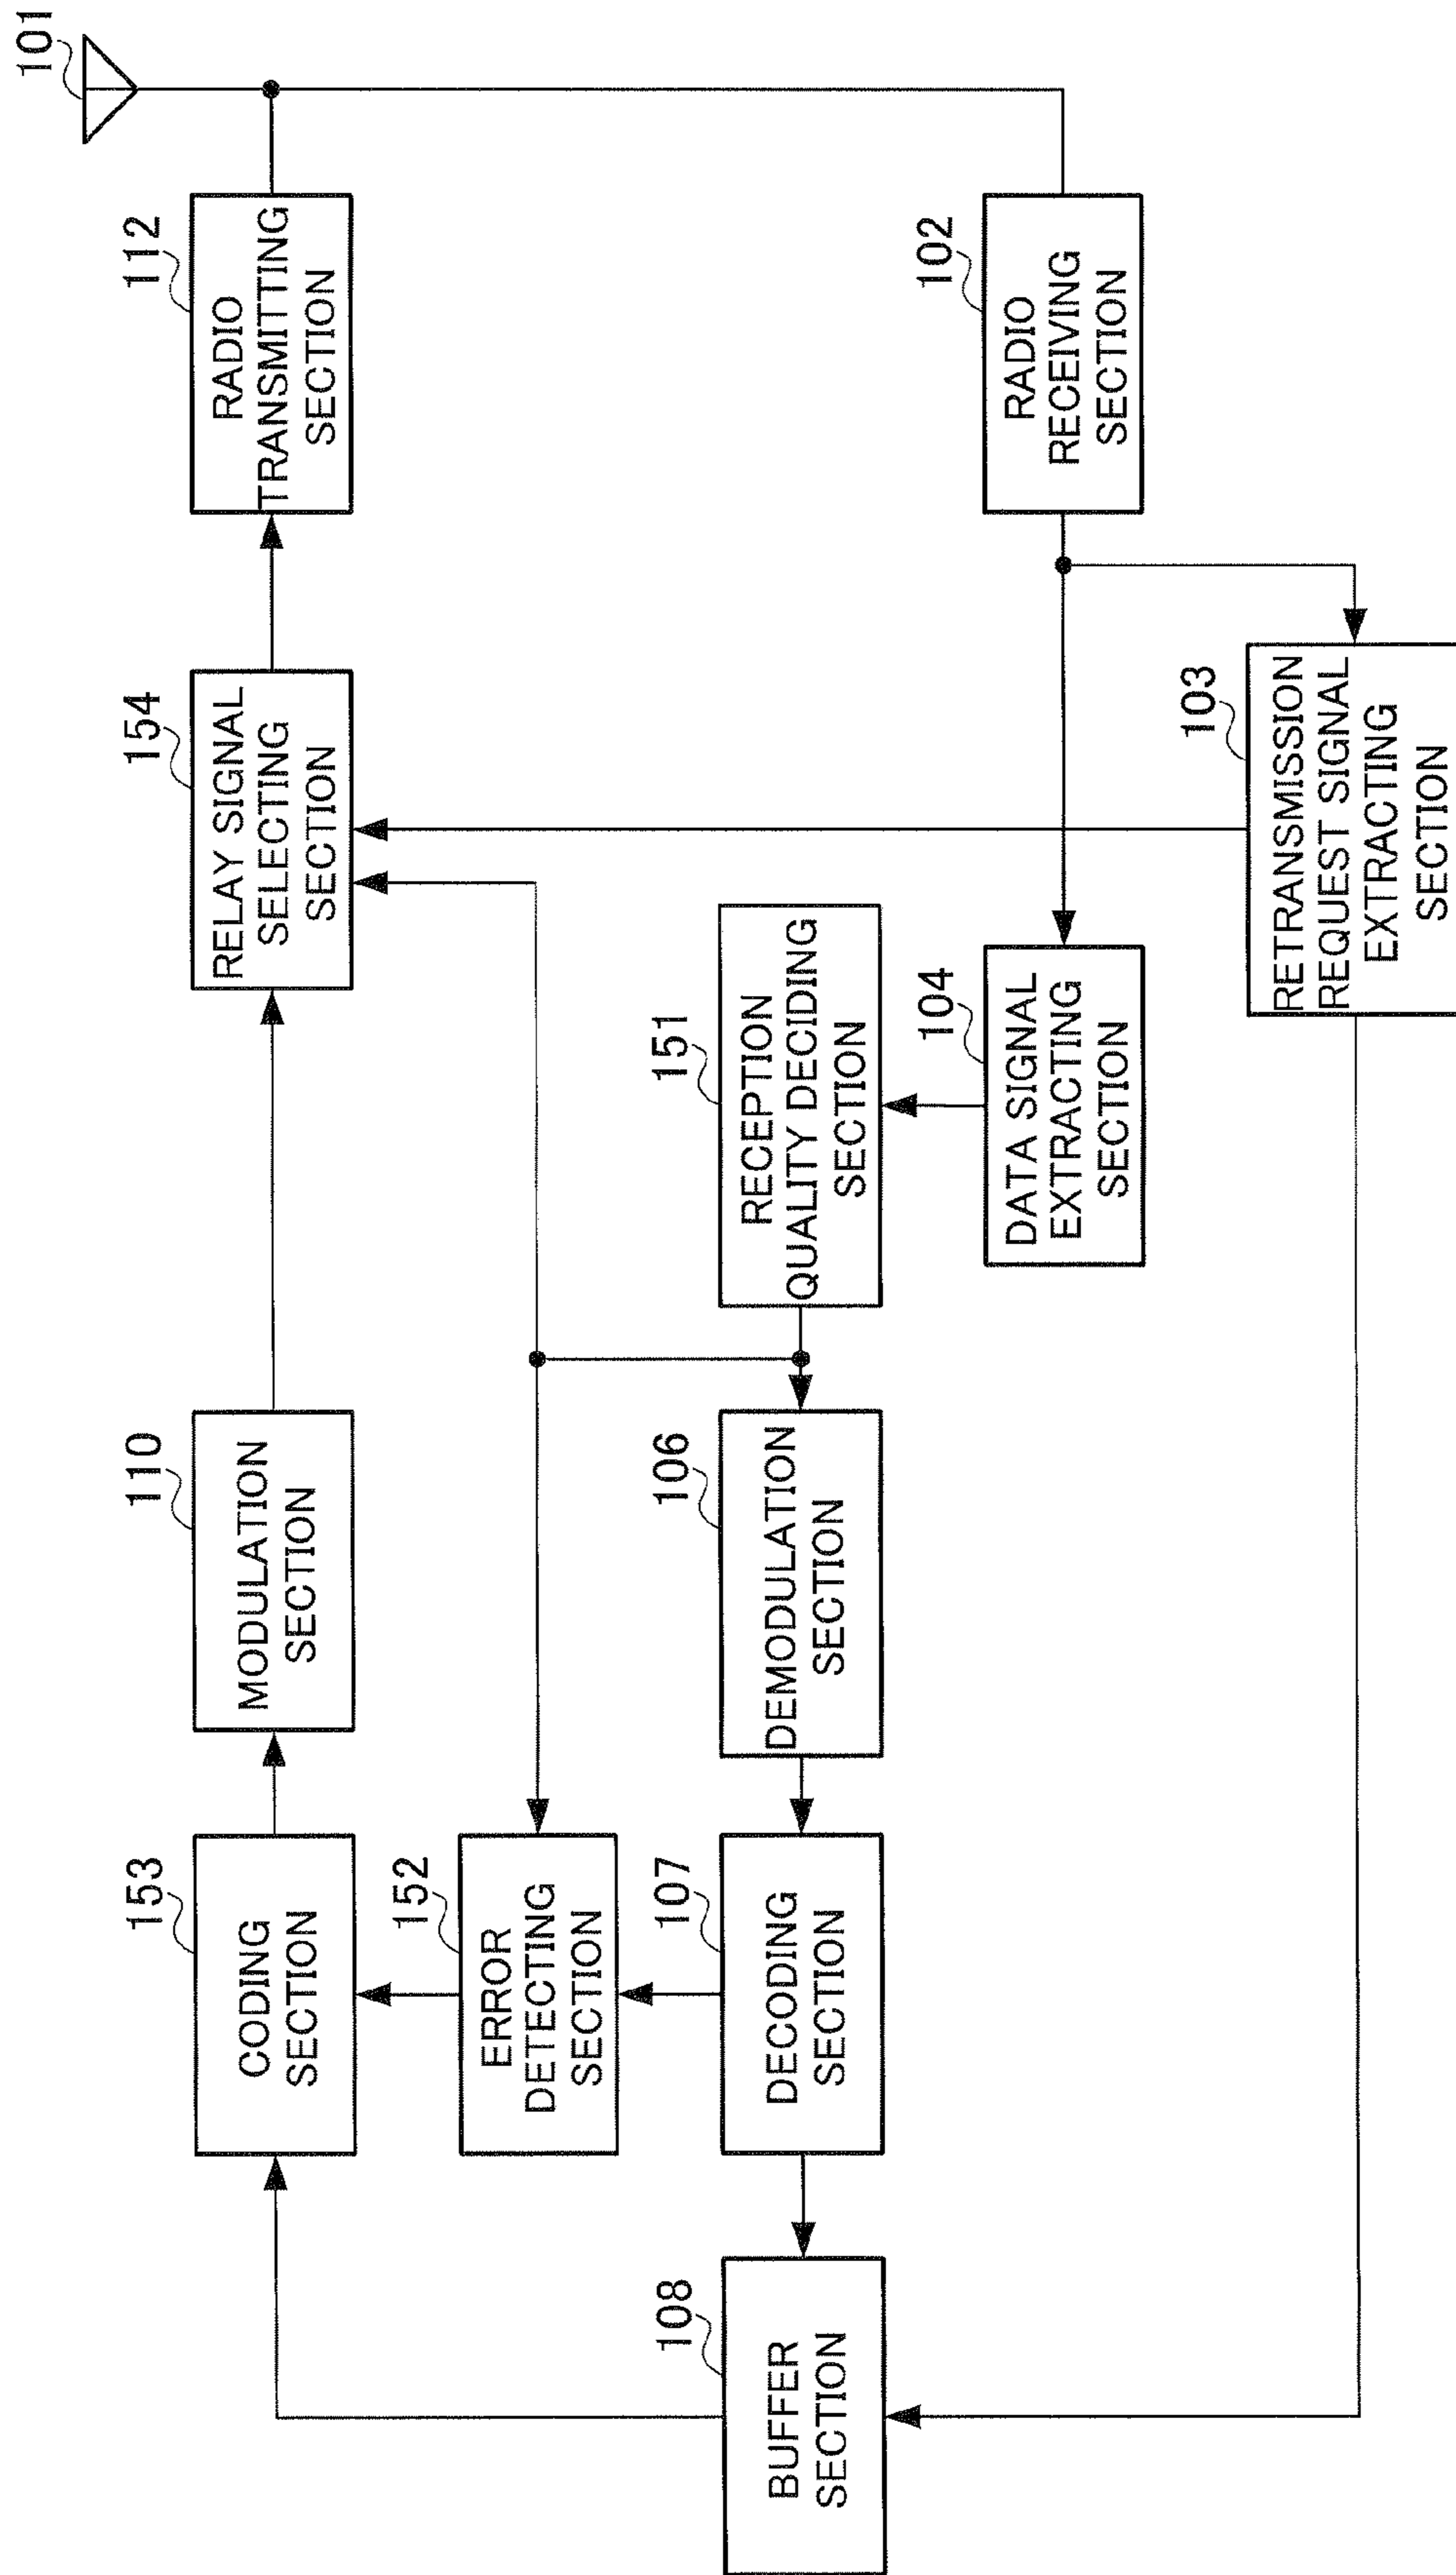 101
112
RADIO
TRANSMITTING
SECTION
154
RELAY SIGNAL
SELECTING
SECTION
110
MODULATION
SECTION
153
CODING
SECTION
152
ERROR
DETECTING
SECTION
151
RECEPTION
QUALITY DECIDING
SECTION
106
DEMODULATION
SECTION
107
DECODING
SECTION
108
BUFFER
SECTION
102
RADIO
RECEIVING
SECTION
104
DATA SIGNAL
EXTRACTING
SECTION
103
RETRANSMISSION
REQUEST SIGNAL
EXTRACTING
SECTION